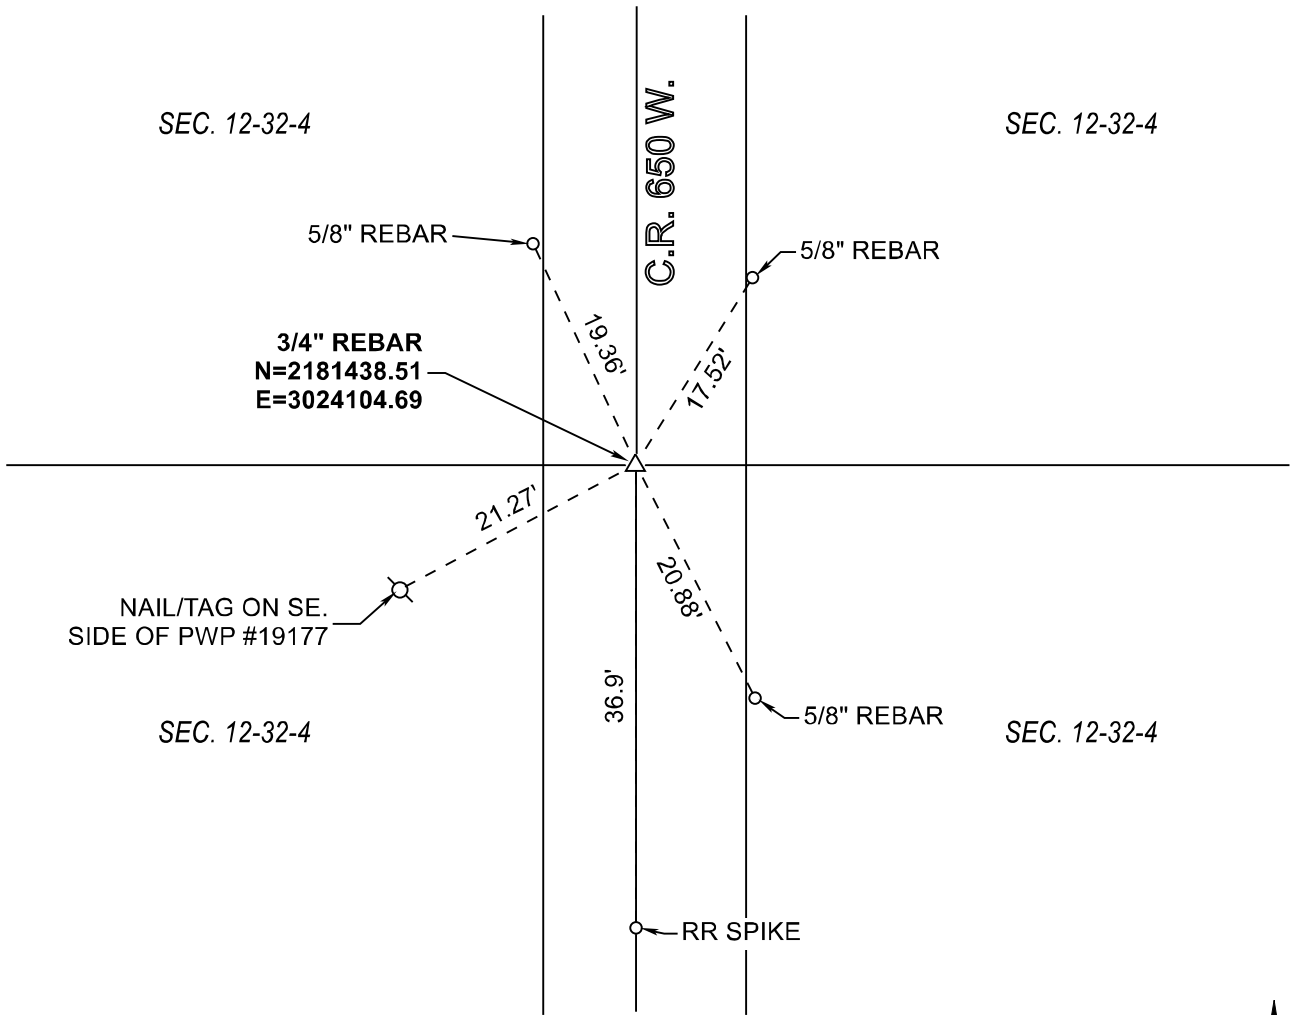 SEC. 12-32-4
C.R. 650 W.
SEC. 12-32-4
5/8" REBAR
5/8" REBAR
19.36'
17.52'
3/4" REBAR
N=2181438.51
E=3024104.69
21.27'
20.88'
NAIL/TAG ON SE.
SIDE OF PWP #19177
36.9'
5/8" REBAR
SEC. 12-32-4
SEC. 12-32-4
RR SPIKE